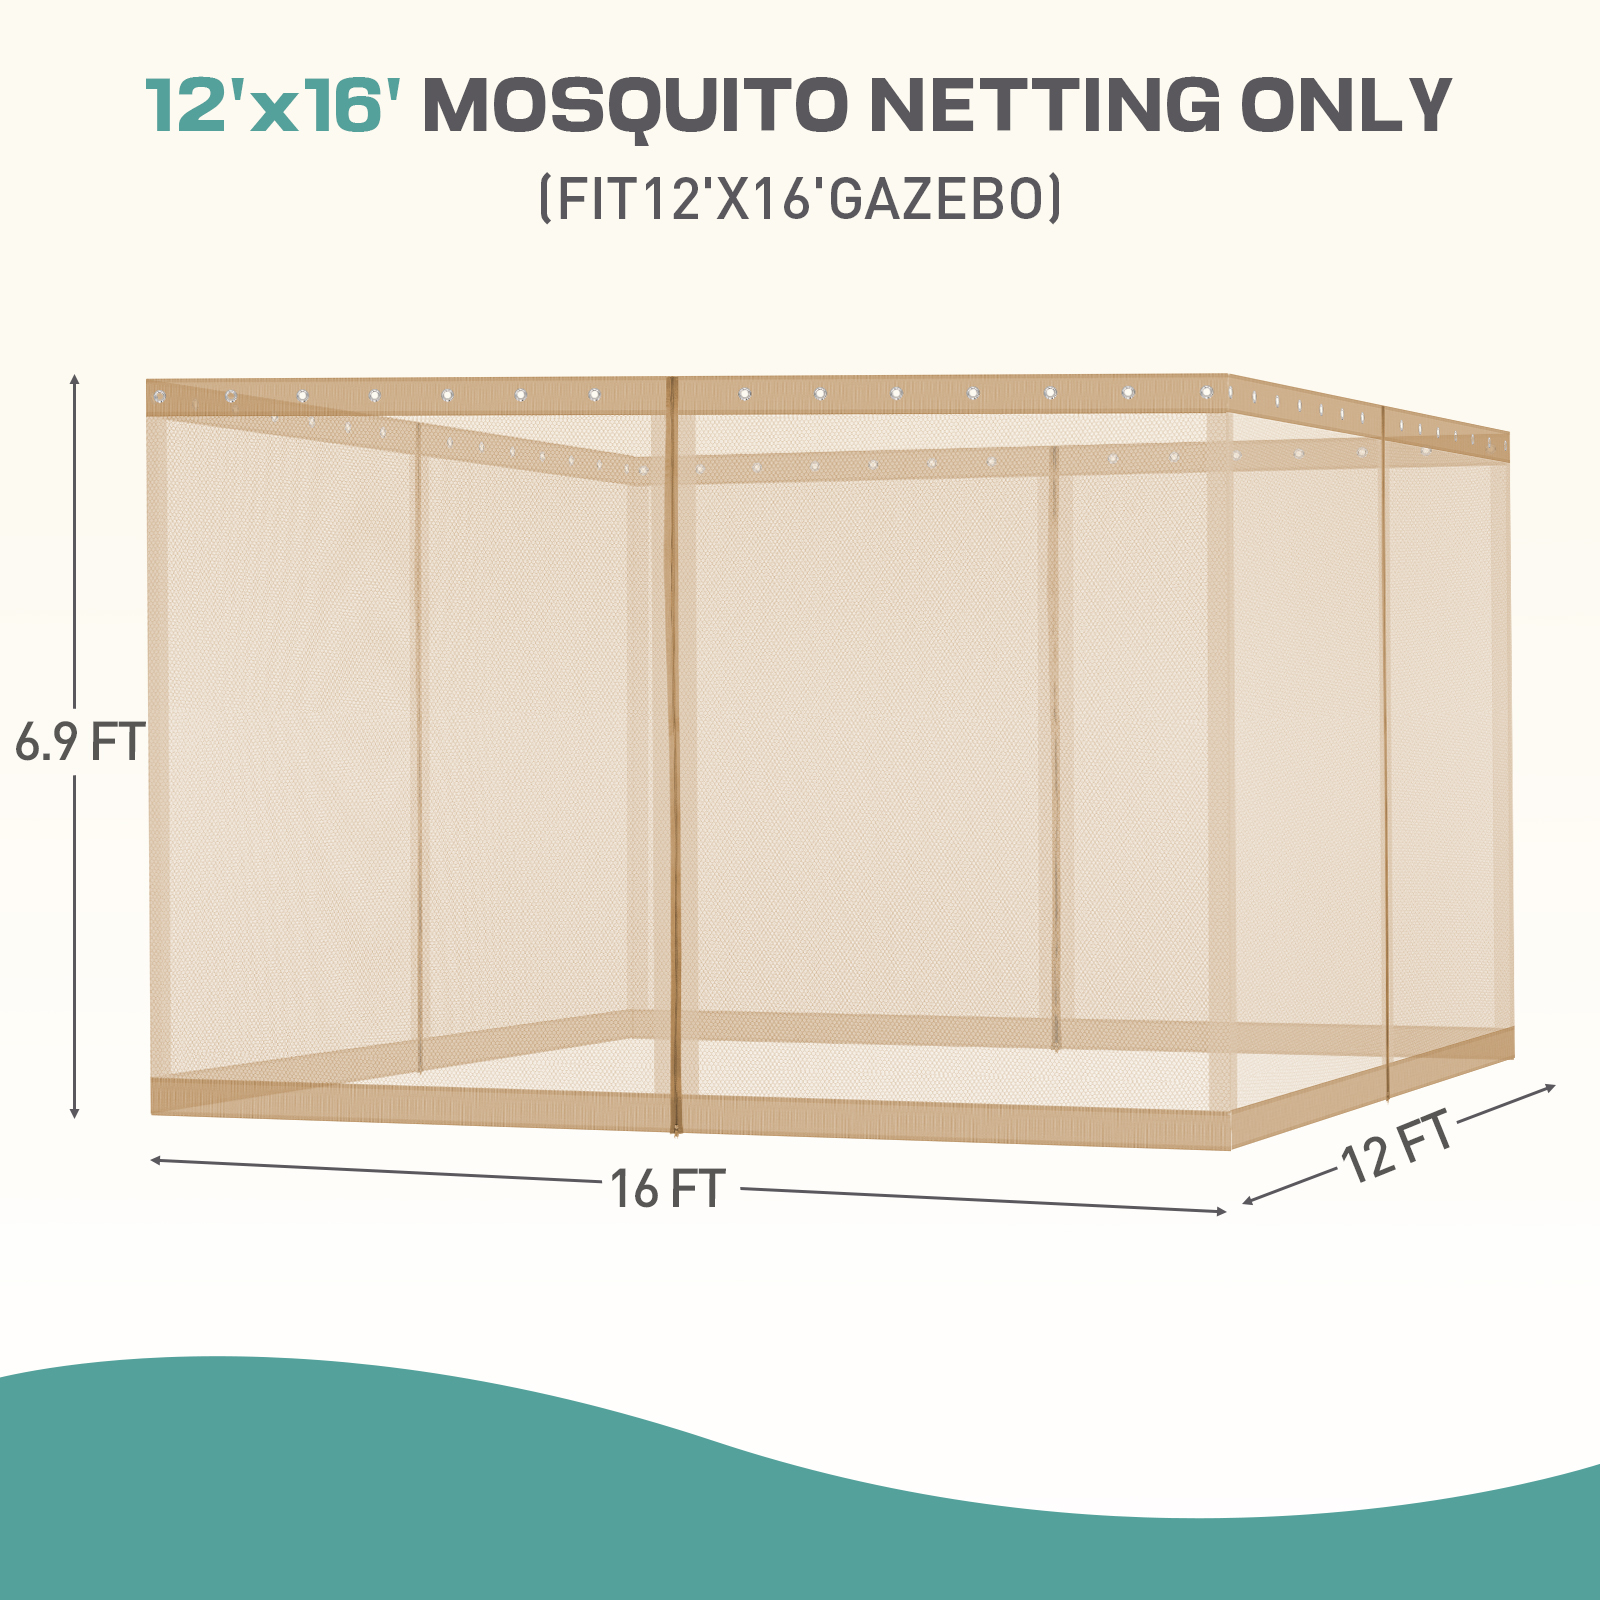 12'x16' MOSQUITO NETTING ONLY
(FIT12'X16'GAZEBO)
6.9 FT
16 FT
12 FT